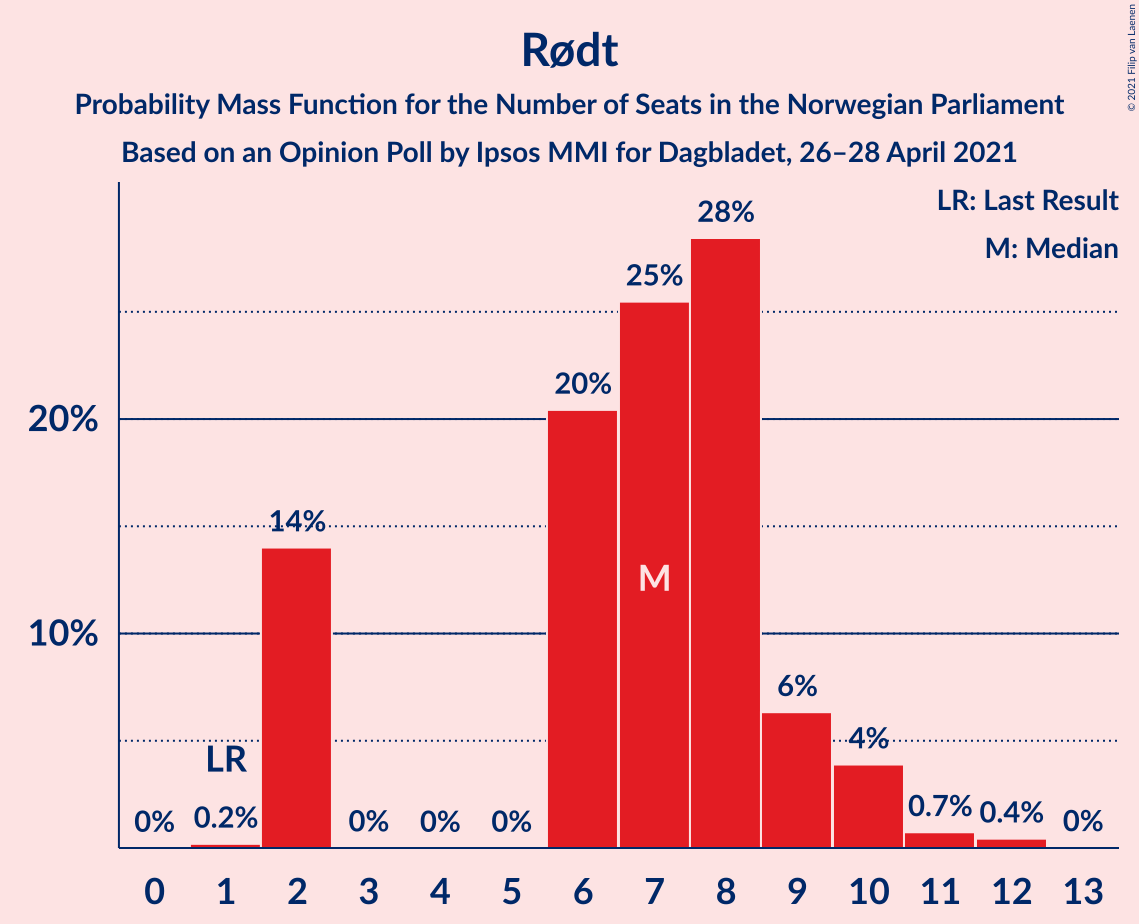 Rødt
Probability Mass Function for the Number of Seats in the Norwegian Parliament
Based on an Opinion Poll by Ipsos MMI for Dagbladet, 26–28 April 2021
© 2021 Filip van Laenen
LR: Last Result
M: Median
28%
25%
20%
20%
14%
M
10%
6%
4%
LR
0% 0.2% 0% 0% 0% 0.7% 0.4% 0%
0 1 2 3 4 5 6 7 8 9 10 11 12 13